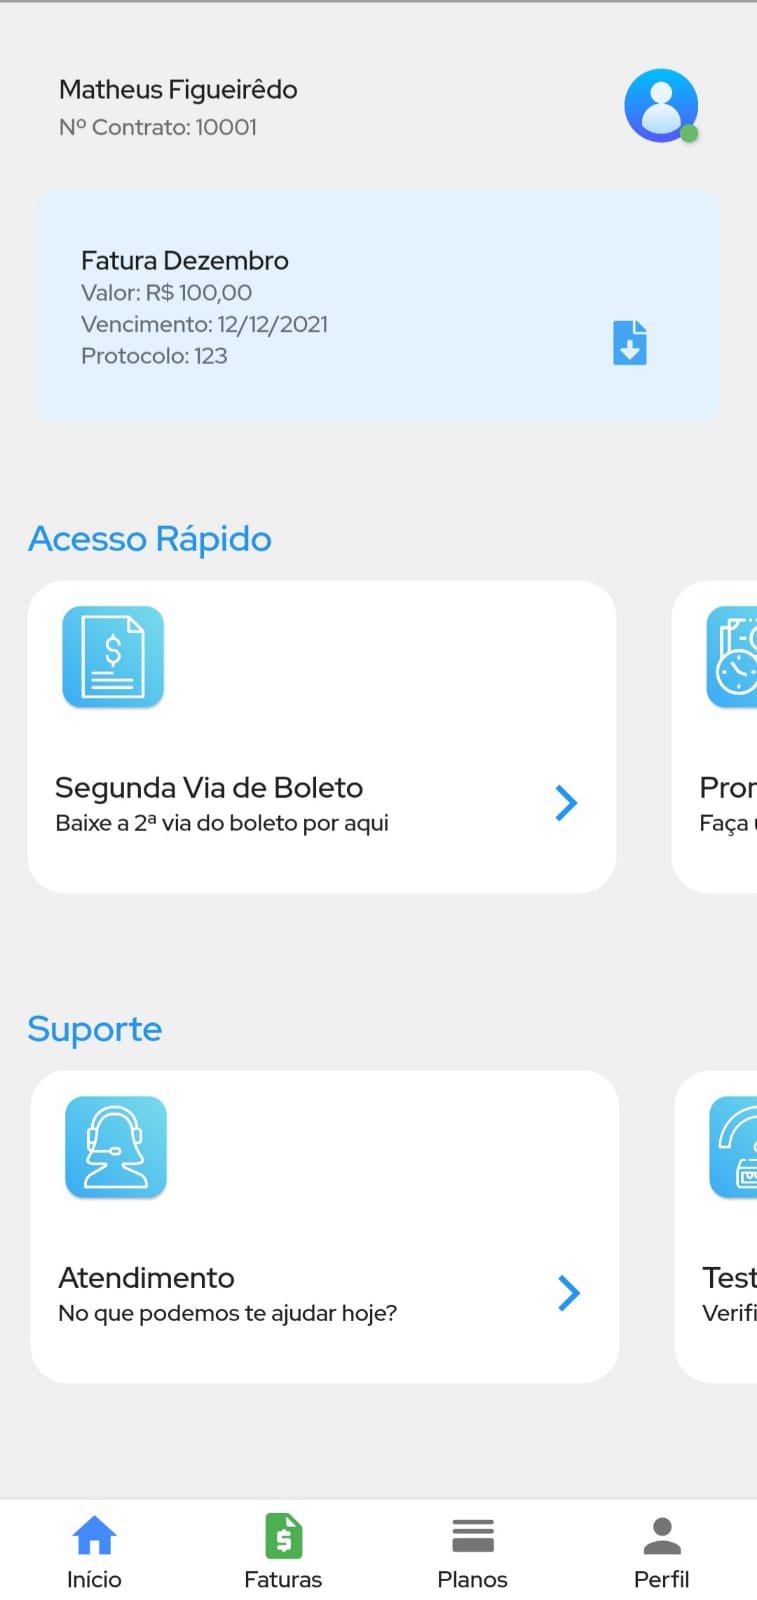 Matheus Figueirêdo
Nº Contrato: 10001
Fatura Dezembro
Valor: R$ 100,00
Vencimento: 12/12/2021
Protocolo: 123
Acesso Rápido
$
Segunda Via de Boleto
Baixe a 2ª via do boleto por aqui
Pror
Faça
Suporte
Atendimento
No que podemos te ajudar hoje?
Test
Verifi
$
Início
Faturas
Planos
Perfil